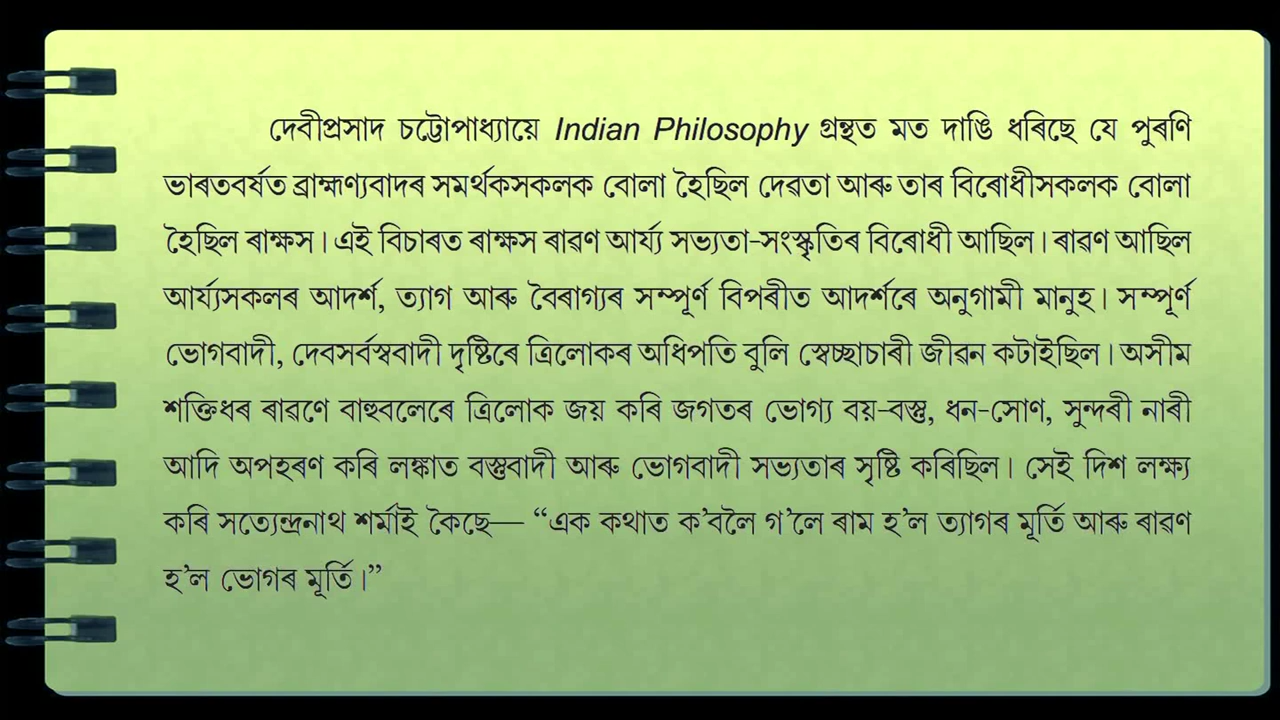 দেবীপ্ৰসাদ চট্টোপাধ্যায়ে Indian Philosophy গ্ৰন্থত মত দাঙি ধৰিছে যে পুৰণি
ভাৰতবৰ্ষত ব্ৰাহ্মণ্যবাদৰ সমৰ্থকসকলক বোলা হৈছিল দেৱতা আৰু তাৰ বিৰোধীসকলক বোলা
হৈছিল ৰাক্ষস। এই বিচাৰত ৰাক্ষস ৰাৱণ আৰ্য্য সভ্যতা-সংস্কৃতিৰ বিৰোধী আছিল। ৰাৱণ আছিল
আৰ্য্যসকলৰ আদৰ্শ, ত্যাগ আৰু বৈৰাগ্যৰ সম্পূৰ্ণ বিপৰীত আদৰ্শৰে অনুগামী মানুহ। সম্পূৰ্ণ
ভোগবাদী, দেবসৰ্বস্ববাদী দৃষ্টিৰে ত্ৰিলোকৰ অধিপতি বুলি স্বেচ্ছাচাৰী জীৱন কটাইছিল। অসীম
শক্তিধৰ ৰাৱণে বাহুবলেৰে ত্ৰিলোক জয় কৰি জগতৰ ভোগ্য বয়-বস্তু, ধন-সোণ, সুন্দৰী নাৰী
আদি অপহৰণ কৰি লঙ্কাত বস্তুবাদী আৰু ভোগবাদী সভ্যতাৰ সৃষ্টি কৰিছিল। সেই দিশ লক্ষ্য
কৰি সত্যেন্দ্ৰনাথ শৰ্মাই কৈছে— “এক কথাত ক’বলৈ গ’লে ৰাম হ’ল ত্যাগৰ মূৰ্তি আৰু ৰাৱণ
হ’ল ভোগৰ মূৰ্তি।”